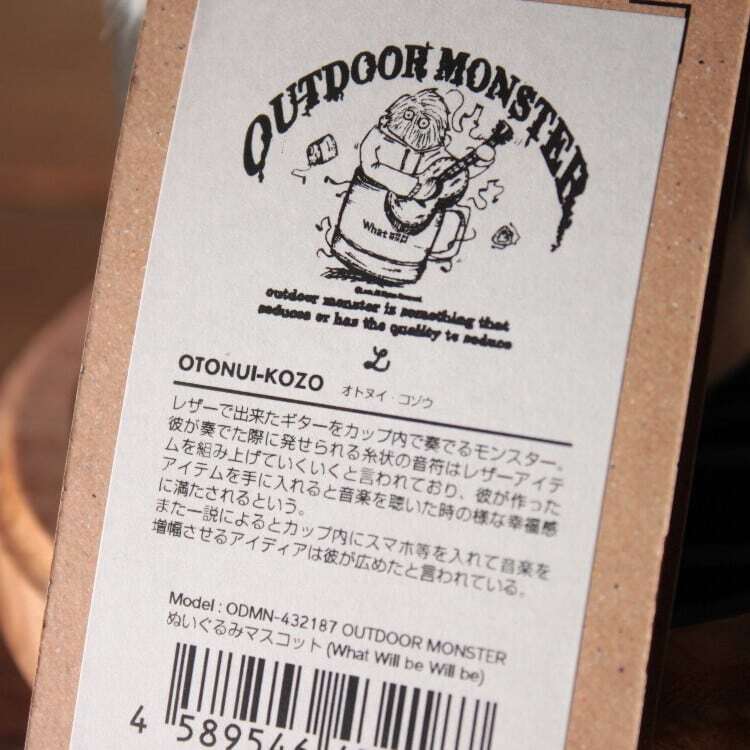 OUTDOOR MONSTER
What
outdoor monster is something that
seduces or has the quality to seduce
L
OTONUI-KOZO オトヌイ・コゾウ
レザーで出来たギターをカップ内で奏でるモンスター。
彼が奏でた際に発せられる糸状の音符はレザーアイテ
ムを組み上げていくいくと言われており、彼が作った
アイテムを手に入れると音楽を聴いた時の様な幸福感
に満たされるという。
また一説によるとカップ内にスマホ等を入れて音楽を
増幅させるアイディアは彼が広めたと言われている。
Model : ODMN-432187 OUTDOOR MONSTER
ぬいぐるみマスコット (What Will be Will be)
4 589546